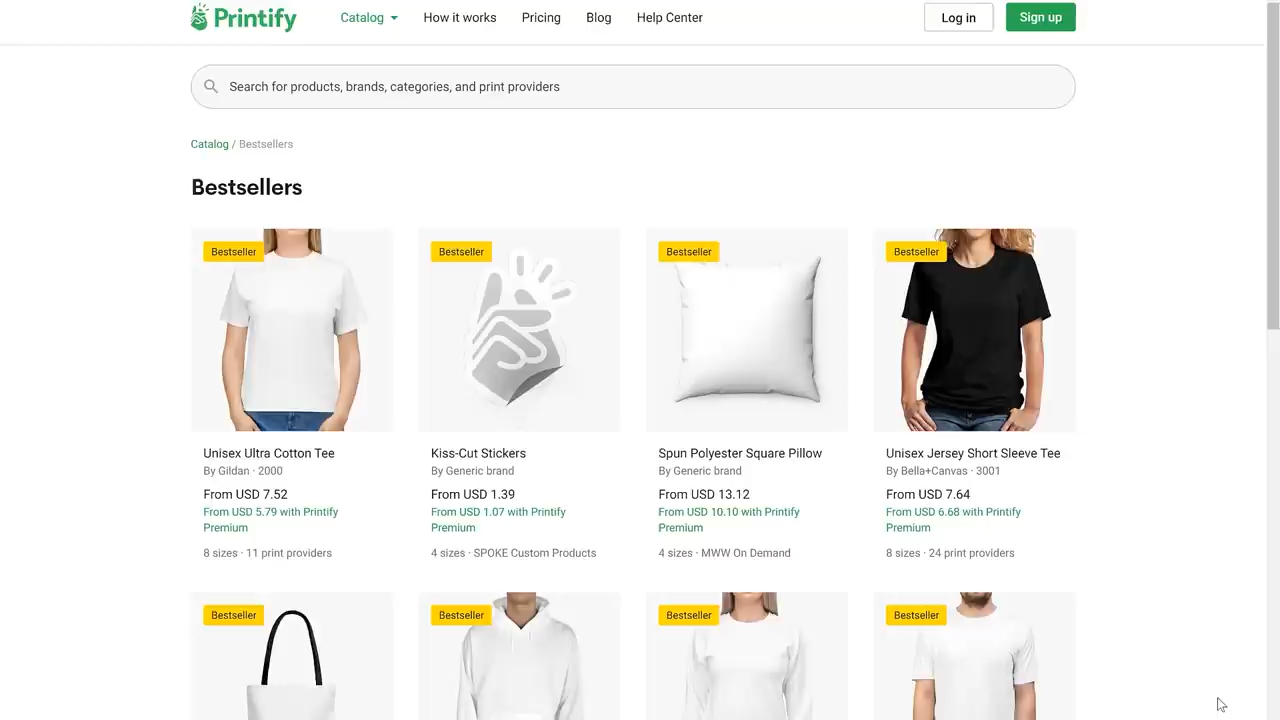 Printify
Catalog
How it works
Pricing
Blog
Help Center
Log in
Sign up
Search for products, brands, categories, and print providers
Catalog / Bestsellers
Bestsellers
Bestseller
Unisex Ultra Cotton Tee
By Gildan · 2000
From USD 7.52
From USD 5.79 with Printify
Premium
8 sizes · 11 print providers
Bestseller
Kiss-Cut Stickers
By Generic brand
From USD 1.39
From USD 1.07 with Printify
Premium
4 sizes · SPOKE Custom Products
Bestseller
Spun Polyester Square Pillow
By Generic brand
From USD 13.12
From USD 10.10 with Printify
Premium
4 sizes · MWW On Demand
Bestseller
Unisex Jersey Short Sleeve Tee
By Bella+Canvas · 3001
From USD 7.64
From USD 6.68 with Printify
Premium
8 sizes · 24 print providers
Bestseller
Bestseller
Bestseller
Bestseller